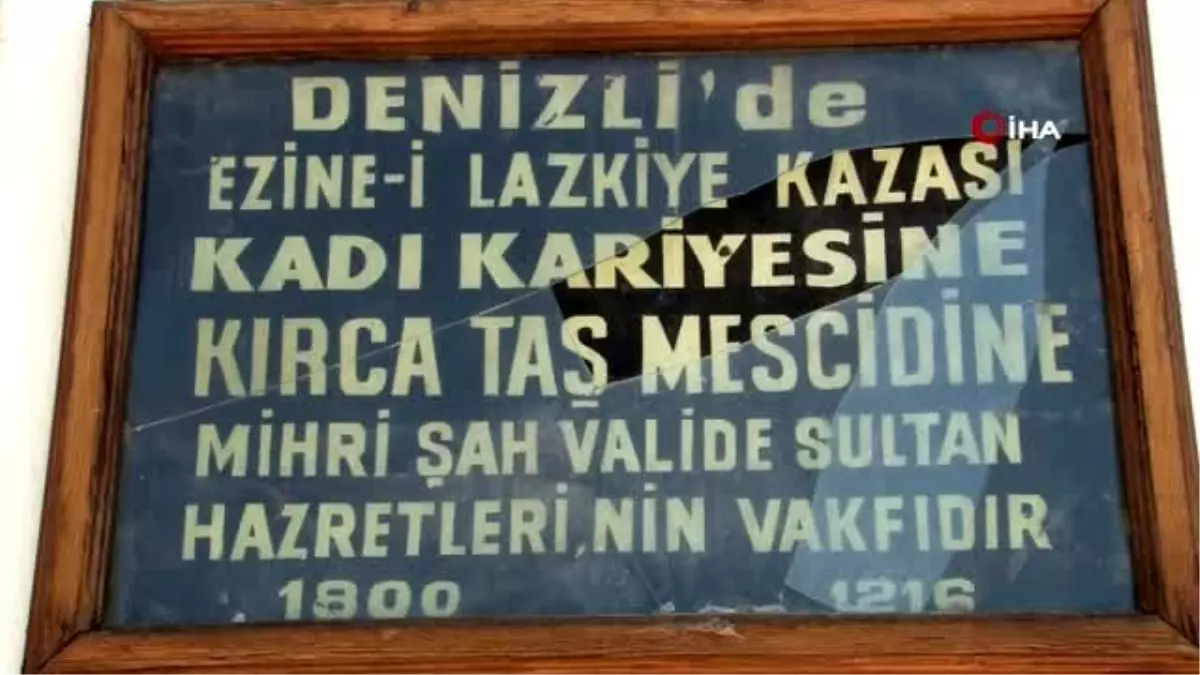 DENİZLİ'de
İHA
EZİNE-İ LAZKİYE KAZASI
KADI KARİYESİNE
KIRCA TAŞ MESCİDİNE
MİHRİ ŞAH VALİDE SULTAN
HAZRETLERİ,NİN VAKFIDIR
1800 1216